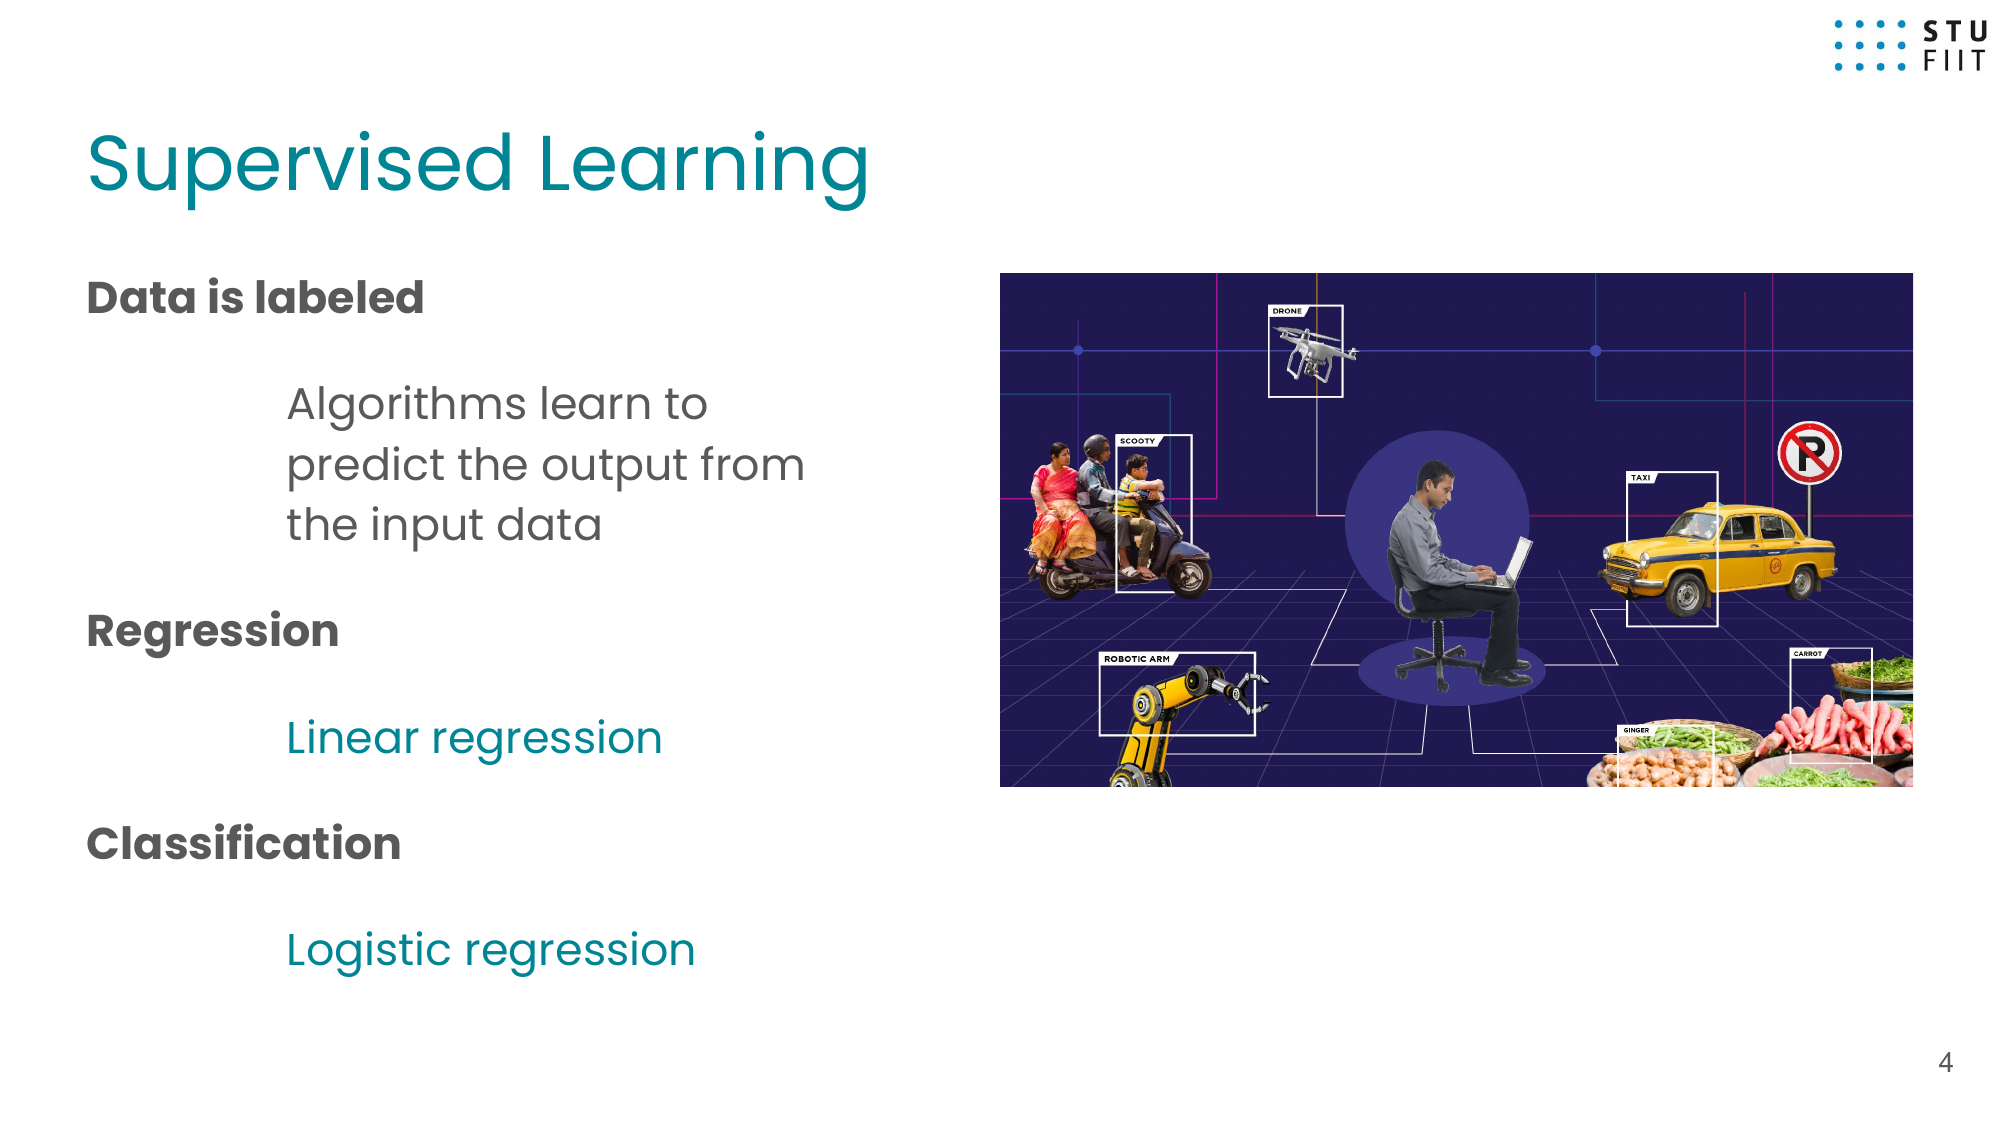 STU
FIIT
Supervised Learning
Data is labeled
Algorithms learn to
predict the output from
the input data
Regression
Linear regression
Classification
Logistic regression
DRONE
SCOOTY
P
TAXI
ROBOTIC ARM
CARROT
GINGER
4